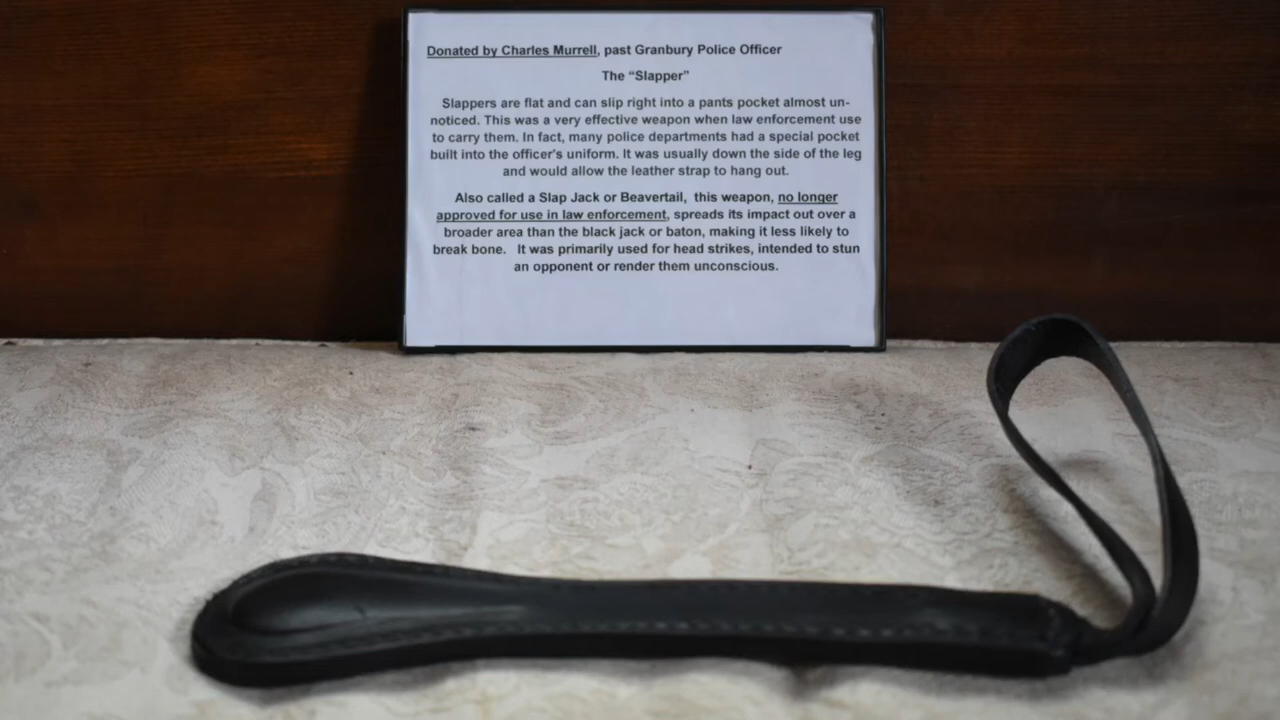 Donated by Charles Murrell, past Granbury Police Officer
The “Slapper”
Slappers are flat and can slip right into a pants pocket almost un-
noticed. This was a very effective weapon when law enforcement use
to carry them. In fact, many police departments had a special pocket
built into the officer's uniform. It was usually down the side of the leg
and would allow the leather strap to hang out.
Also called a Slap Jack or Beavertail,  this weapon, no longer
approved for use in law enforcement, spreads its impact out over a
broader area than the black jack or baton, making it less likely to
break bone.   It was primarily used for head strikes, intended to stun
an opponent or render them unconscious.